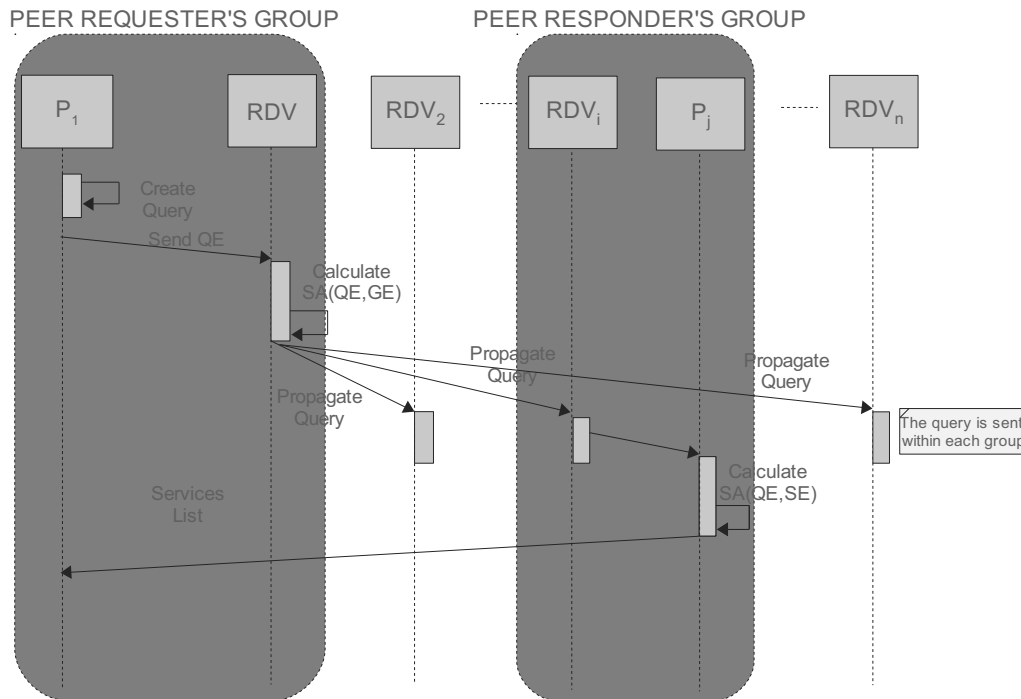 PEER REQUESTER'S GROUP
PEER RESPONDER'S GROUP
P₁
RDV
RDV₂
RDVᵢ
Pⱼ
RDVₙ
Create
Query
Send QE
Calculate
SA(QE,GE)
Propagate
Query
Propagate
Query
Propagate
Query
The query is sent
within each group
Calculate
SA(QE,SE)
Services
List